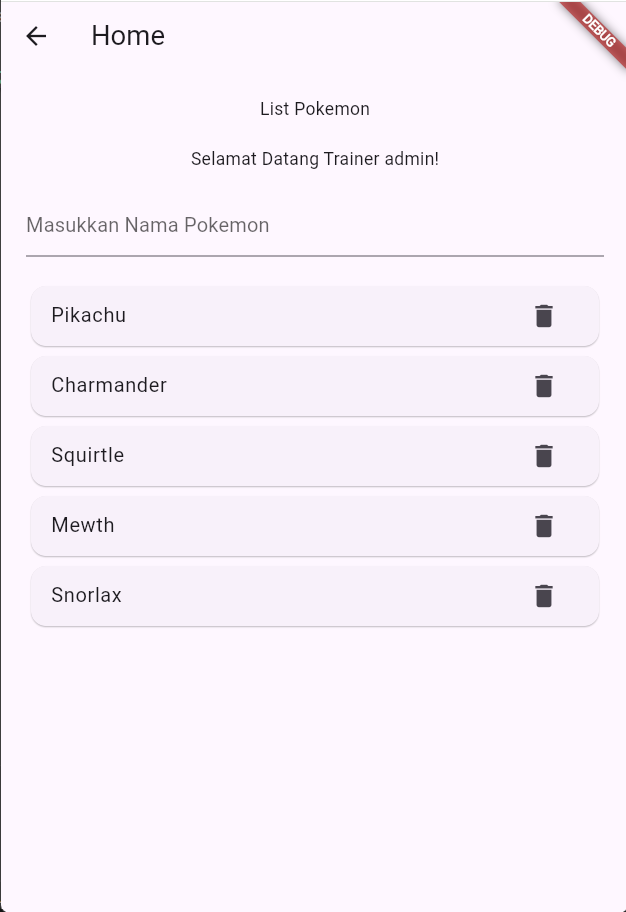 Home
DEBUG
List Pokemon
Selamat Datang Trainer admin!
Masukkan Nama Pokemon
Pikachu
Charmander
Squirtle
Mewth
Snorlax